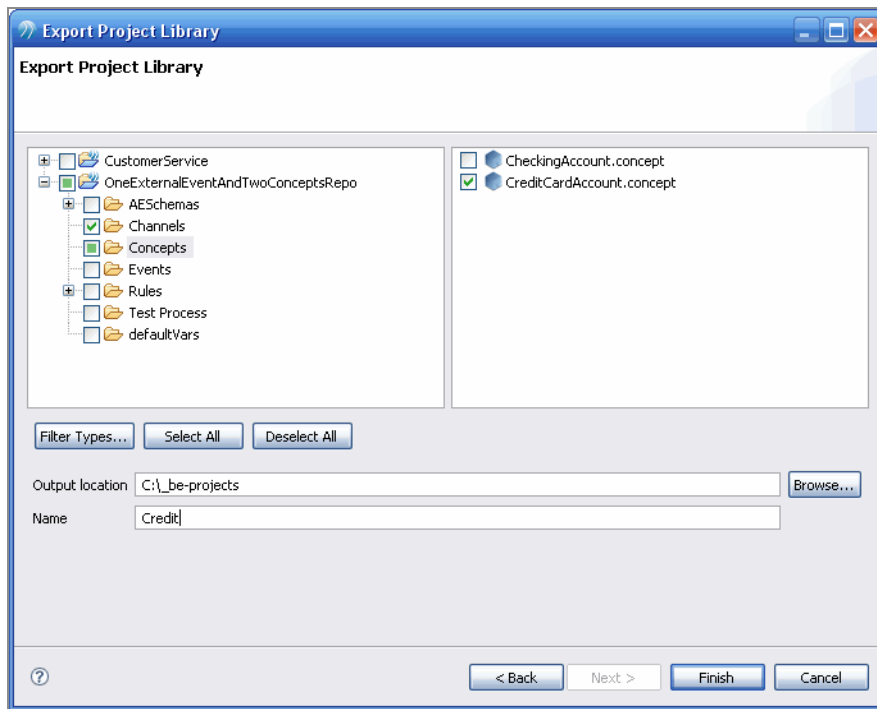 Export Project Library
Export Project Library
CustomerService
OneExternalEventAndTwoConceptsRepo
AESchemas
Channels
Concepts
Events
Rules
Test Process
defaultVars
CheckingAccount.concept
CreditCardAccount.concept
Filter Types...
Select All
Deselect All
Output location
C:\_be-projects
Browse...
Name
Credit
?
< Back
Next >
Finish
Cancel